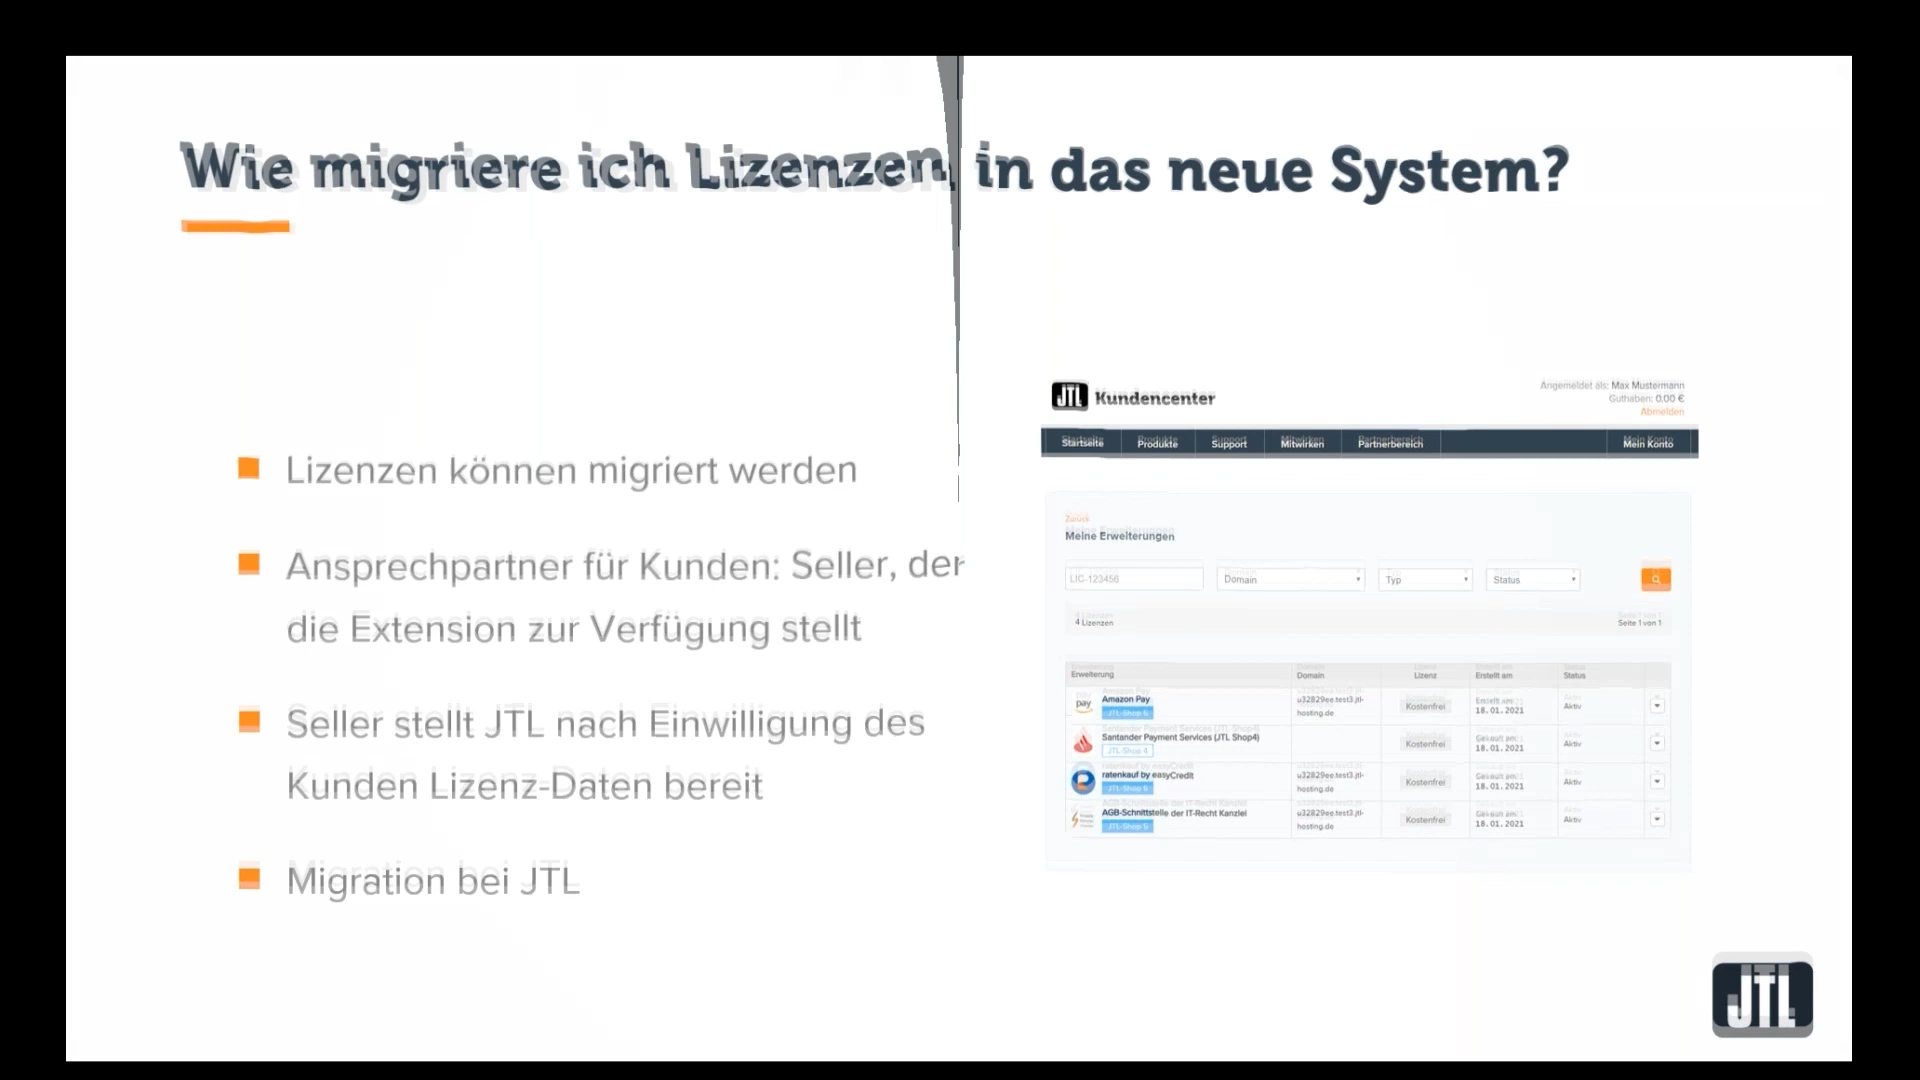 Wie migriere ich Lizenzen in das neue System?
Lizenzen können migriert werden
Ansprechpartner für Kunden: Seller, der
die Extension zur Verfügung stellt
Seller stellt JTL nach Einwilligung des
Kunden Lizenz-Daten bereit
Migration bei JTL
JTL Kundencenter
Angemeldet als: Max Mustermann
Guthaben: 0.00 €
Abmelden
Startseite Produkte Support Mitwirken Partnerbereich Mein Konto
Zurück
Meine Erweiterungen
LIC-123456 Domain Typ Status
4 Lizenzen Seite 1 von 1
Erweiterung Domain Lizenz Erstellt am Status
pay Amazon Pay
JTL-Shop 5
u32829ee.test3.jtl-
hosting.de
Kostenfrei
Erstellt am:
18.01.2021
Aktiv
Santander Payment Services (JTL Shop4)
JTL-Shop 4
Kostenfrei
Gekauft am:
18.01.2021
Aktiv
ratenkauf by easyCredit
JTL-Shop 5
u32829ee.test3.jtl-
hosting.de
Kostenfrei
Gekauft am:
18.01.2021
Aktiv
AGB-Schnittstelle der IT-Recht Kanzlei
JTL-Shop 5
u32829ee.test3.jtl-
hosting.de
Kostenfrei
Gekauft am:
18.01.2021
Aktiv
JTL